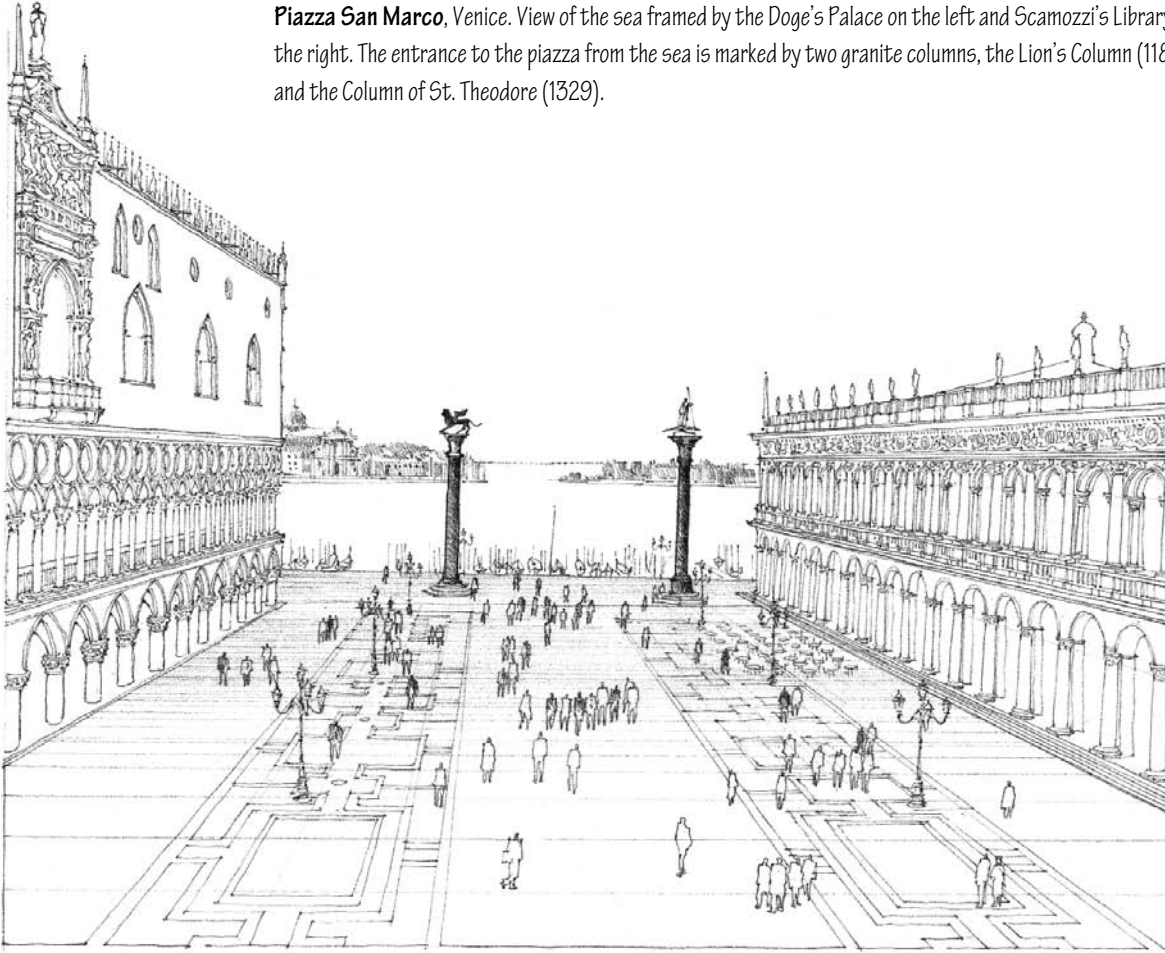 Piazza San Marco, Venice. View of the sea framed by the Doge's Palace on the left and Scamozzi's Library
the right. The entrance to the piazza from the sea is marked by two granite columns, the Lion's Column (118
and the Column of St. Theodore (1329).